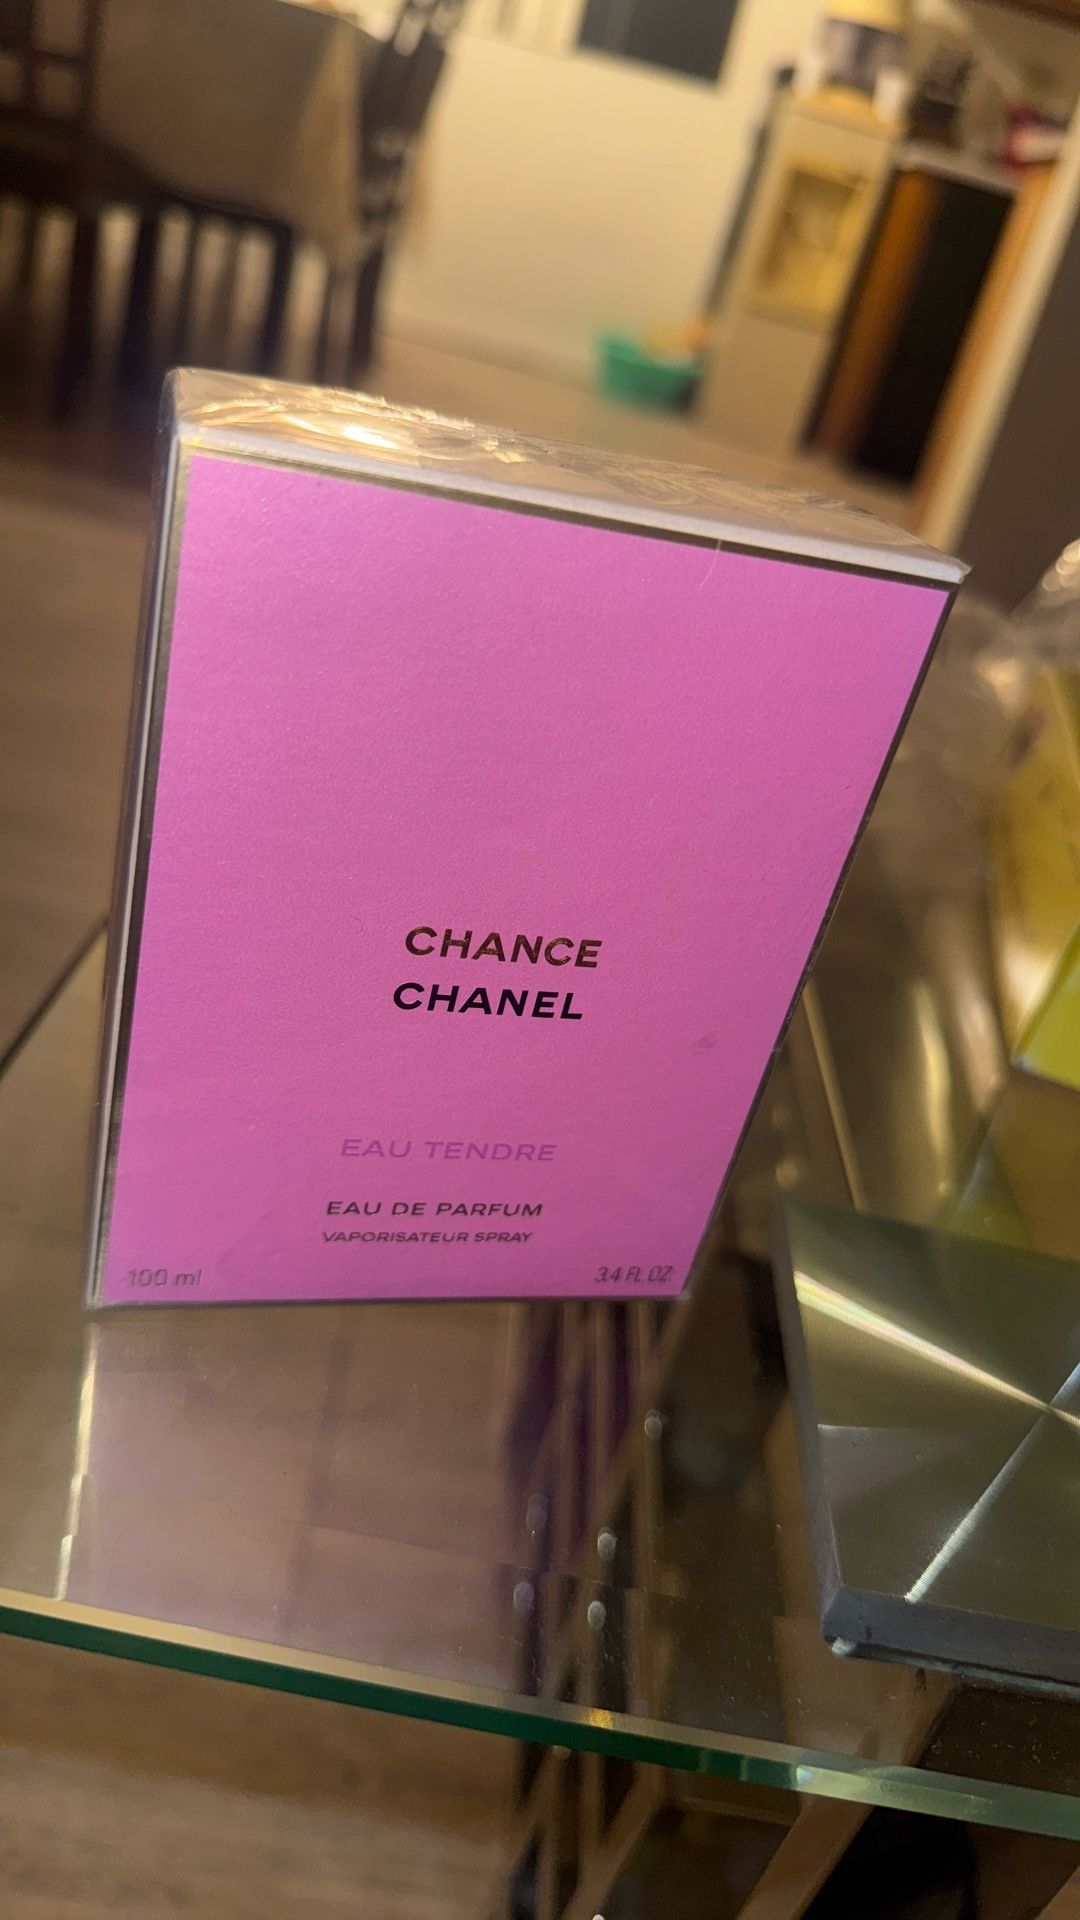 CHANCE
CHANEL
EAU TENDRE
EAU DE PARFUM
VAPORISATEUR SPRAY
100 ml
3.4 FL.OZ.